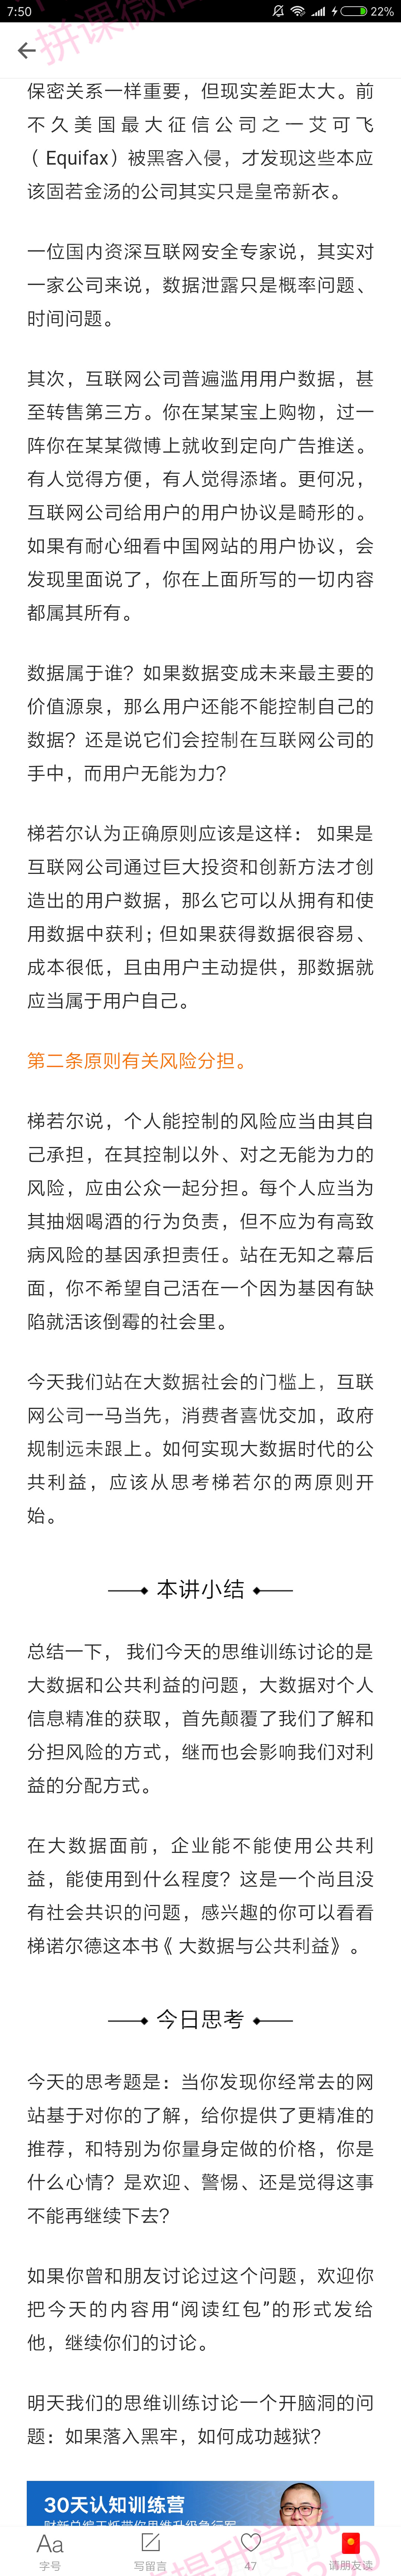 7:50
22%
拼课微信
保密关系一样重要，但现实差距太大。前
不久美国最大征信公司之一艾可飞
（Equifax）被黑客入侵，才发现这些本应
该固若金汤的公司其实只是皇帝新衣。
一位国内资深互联网安全专家说，其实对
一家公司来说，数据泄露只是概率问题、
时间问题。
其次，互联网公司普遍滥用用户数据，甚
至转售第三方。你在某某宝上购物，过一
阵你在某某微博上就收到定向广告推送。
有人觉得方便，有人觉得添堵。更何况，
互联网公司给用户的用户协议是畸形的。
如果有耐心细看中国网站的用户协议，会
发现里面说了，你在上面所写的一切内容
都属其所有。
数据属于谁？如果数据变成未来最主要的
价值源泉，那么用户还能不能控制自己的
数据？还是说它们会控制在互联网公司的
手中，而用户无能为力？
梯若尔认为正确原则应该是这样： 如果是
互联网公司通过巨大投资和创新方法才创
造出的用户数据，那么它可以从拥有和使
用数据中获利；但如果获得数据很容易、
成本很低，且由用户主动提供，那数据就
应当属于用户自己。
第二条原则有关风险分担。
梯若尔说，个人能控制的风险应当由其自
己承担，在其控制以外、对之无能为力的
风险，应由公众一起分担。每个人应当为
其抽烟喝酒的行为负责，但不应为有高致
病风险的基因承担责任。站在无知之幕后
面，你不希望自己活在一个因为基因有缺
陷就活该倒霉的社会里。
今天我们站在大数据社会的门槛上，互联
网公司一马当先，消费者喜忧交加，政府
规制远未跟上。如何实现大数据时代的公
共利益，应该从思考梯若尔的两原则开
始。
本讲小结
总结一下， 我们今天的思维训练讨论的是
大数据和公共利益的问题，大数据对个人
信息精准的获取，首先颠覆了我们了解和
分担风险的方式，继而也会影响我们对利
益的分配方式。
在大数据面前，企业能不能使用公共利
益，能使用到什么程度？这是一个尚且没
有社会共识的问题，感兴趣的你可以看看
梯诺尔德这本书《大数据与公共利益》。
今日思考
今天的思考题是：当你发现你经常去的网
站基于对你的了解，给你提供了更精准的
推荐，和特别为你量身定做的价格，你是
什么心情？是欢迎、警惕、还是觉得这事
不能再继续下去？
如果你曾和朋友讨论过这个问题，欢迎你
把今天的内容用“阅读红包”的形式发给
他，继续你们的讨论。
明天我们的思维训练讨论一个开脑洞的问
题：如果落入黑牢，如何成功越狱？
30天认知训练营
财新总编王烁带你思维升级急行军
提升学院
Aa
字号
写留言
47
请朋友读